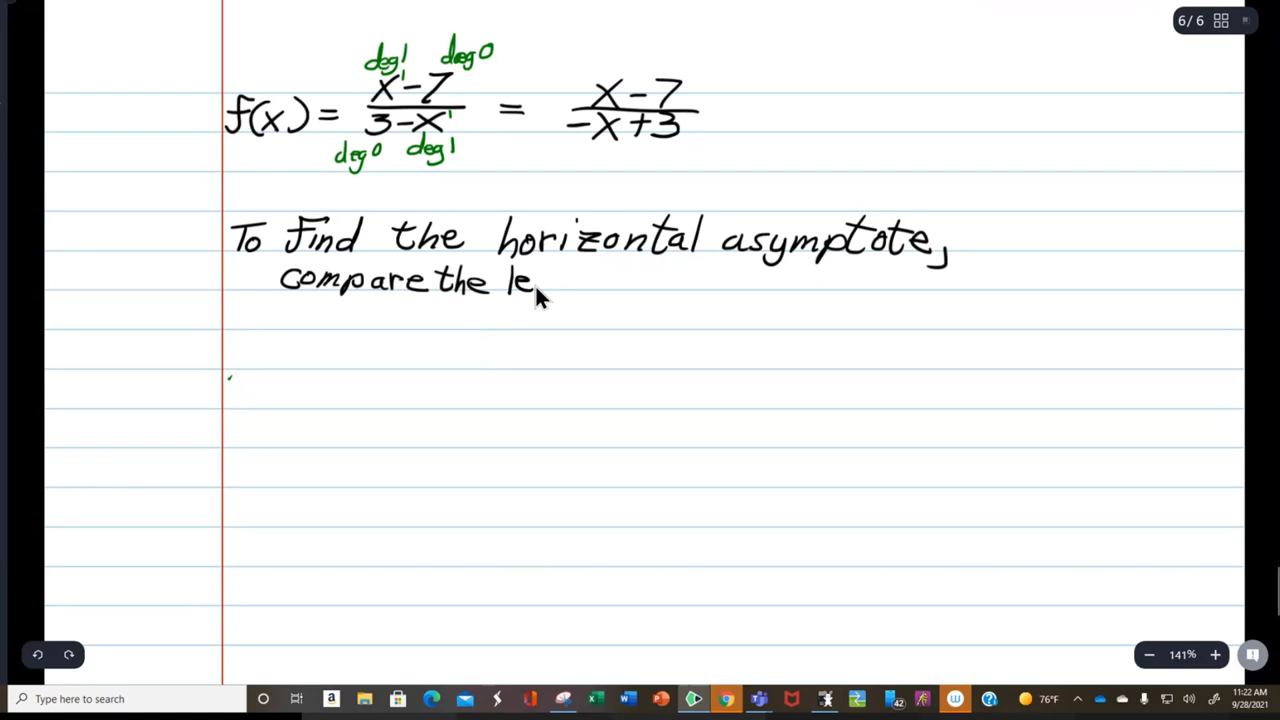 6/6
deg1 deg0
f(x) = x¹-7 / 3-x¹ = x-7 / -x+3
deg0 deg1
To find the horizontal asymptote,
compare the le
141%
Type here to search
42
76°F
11:22 AM
9/28/2021